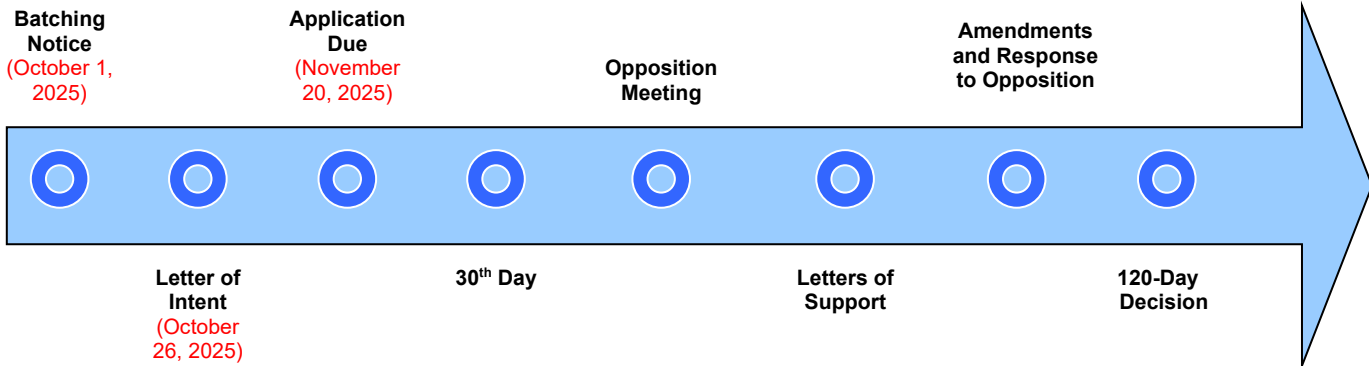 Batching
Notice
(October 1,
2025)
Letter of
Intent
(October
26, 2025)
Application
Due
(November
20, 2025)
30th Day
Opposition
Meeting
Letters of
Support
Amendments
and Response
to Opposition
120-Day
Decision